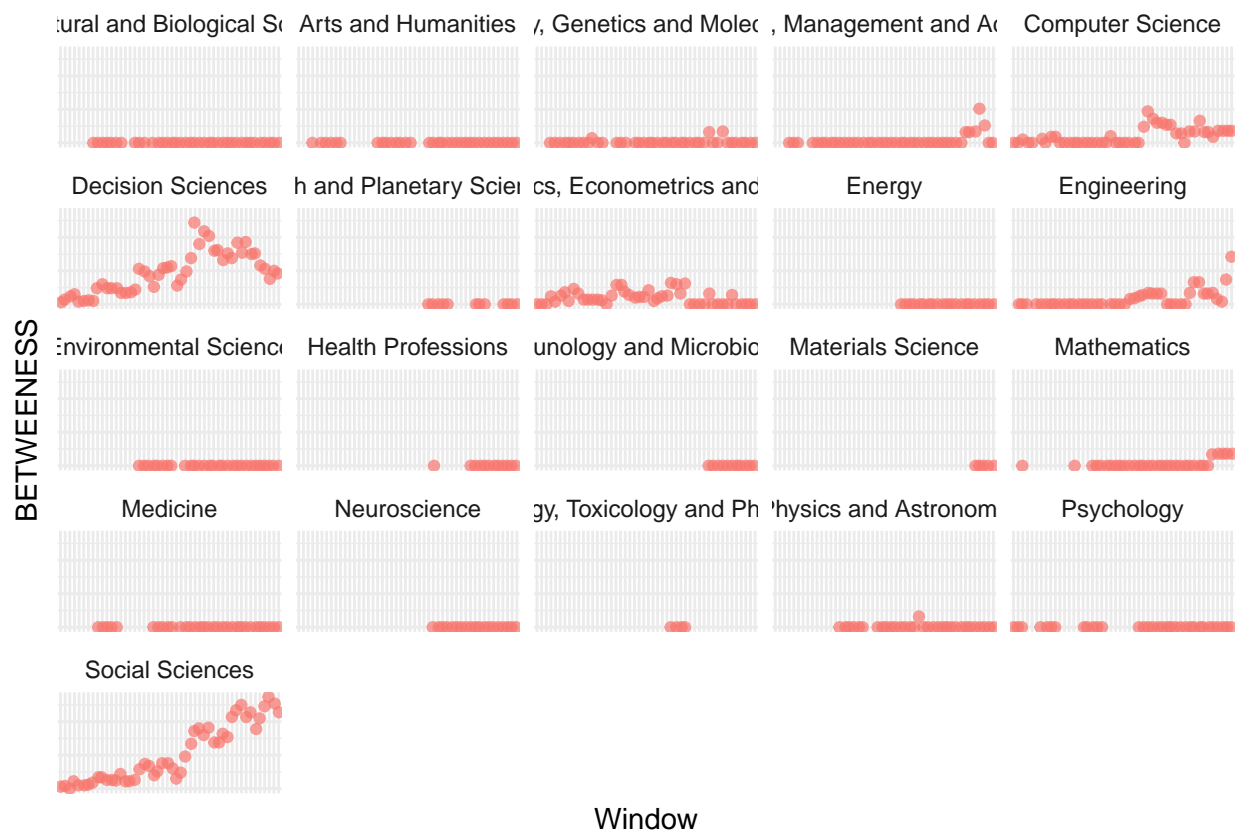 tural and Biological Sc
Arts and Humanities
y, Genetics and Molec
, Management and Ac
Computer Science
Decision Sciences
h and Planetary Scien
cs, Econometrics and
Energy
Engineering
Environmental Science
Health Professions
unology and Microbio
Materials Science
Mathematics
Medicine
Neuroscience
gy, Toxicology and Ph
Physics and Astronom
Psychology
Social Sciences
BETWEENESS
Window